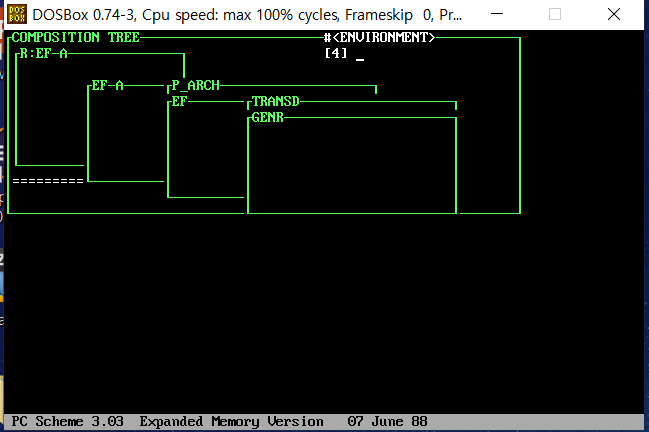 DOSBox 0.74-3, Cpu speed: max 100% cycles, Frameskip 0, Pr...
COMPOSITION TREE #<ENVIRONMENT>
R:EF-A [4] _
EF-A P_ARCH
EF TRANSD
GENR
=========
PC Scheme 3.03 Expanded Memory Version 07 June 88